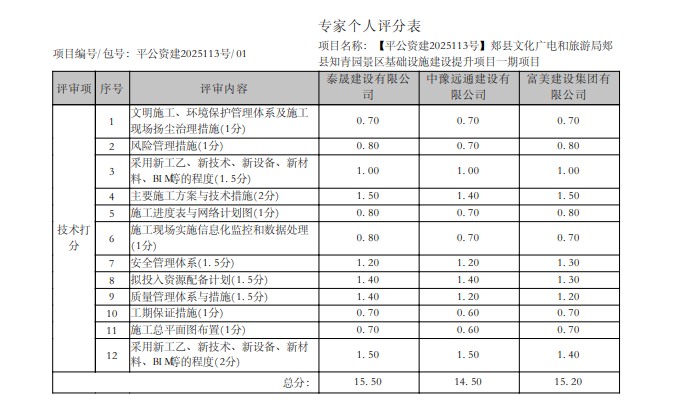 专家个人评分表
项目编号/包号：平公资建2025113号/01
项目名称：【平公资建2025113号】郏县文化广电和旅游局郏
县知青园景区基础设施建设提升项目一期项目
评审项 序号 评审内容 泰晟建设有限公司 中豫远通建设有限公司 富美建设集团有限公司
技术打分
1 文明施工、环境保护管理体系及施工
现场扬尘治理措施(1分) 0.70 0.70 0.70
2 风险管理措施(1分) 0.80 0.70 0.80
3 采用新工乙、新技术、新设备、新材
料、BIM等的程度(1.5分) 1.00 1.00 1.00
4 主要施工方案与技术措施(2分) 1.50 1.40 1.50
5 施工进度表与网络计划图(1分) 0.80 0.70 0.80
6 施工现场实施信息化监控和数据处理
(1分) 0.80 0.70 0.70
7 安全管理体系(1.5分) 1.20 1.20 1.30
8 拟投入资源配备计划(1.5分) 1.40 1.40 1.30
9 质量管理体系与措施(1.5分) 1.40 1.20 1.20
10 工期保证措施(1分) 0.70 0.60 0.70
11 施工总平面图布置(1分) 0.70 0.60 0.70
12 采用新工乙、新技术、新设备、新材
料、BIM等的程度(2分) 1.50 1.50 1.40
总分： 15.50 14.50 15.20